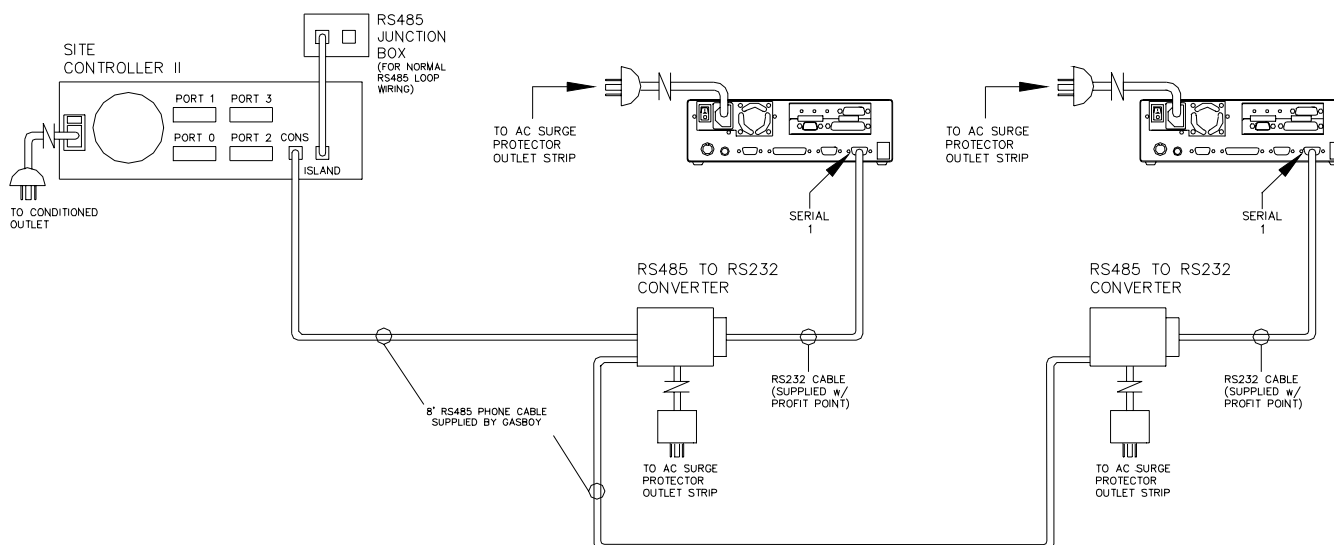 RS485
JUNCTION
BOX
(FOR NORMAL
RS485 LOOP
WIRING)
SITE
CONTROLLER II
PORT 1 PORT 3
PORT 0 PORT 2 CONS
ISLAND
TO CONDITIONED
OUTLET
TO AC SURGE
PROTECTOR
OUTLET STRIP
SERIAL
1
TO AC SURGE
PROTECTOR
OUTLET STRIP
SERIAL
1
RS485 TO RS232
CONVERTER
RS485 TO RS232
CONVERTER
8' RS485 PHONE CABLE
SUPPLIED BY GASBOY
RS232 CABLE
(SUPPLIED w/
PROFIT POINT)
TO AC SURGE
PROTECTOR
OUTLET STRIP
RS232 CABLE
(SUPPLIED w/
PROFIT POINT)
TO AC SURGE
PROTECTOR
OUTLET STRIP